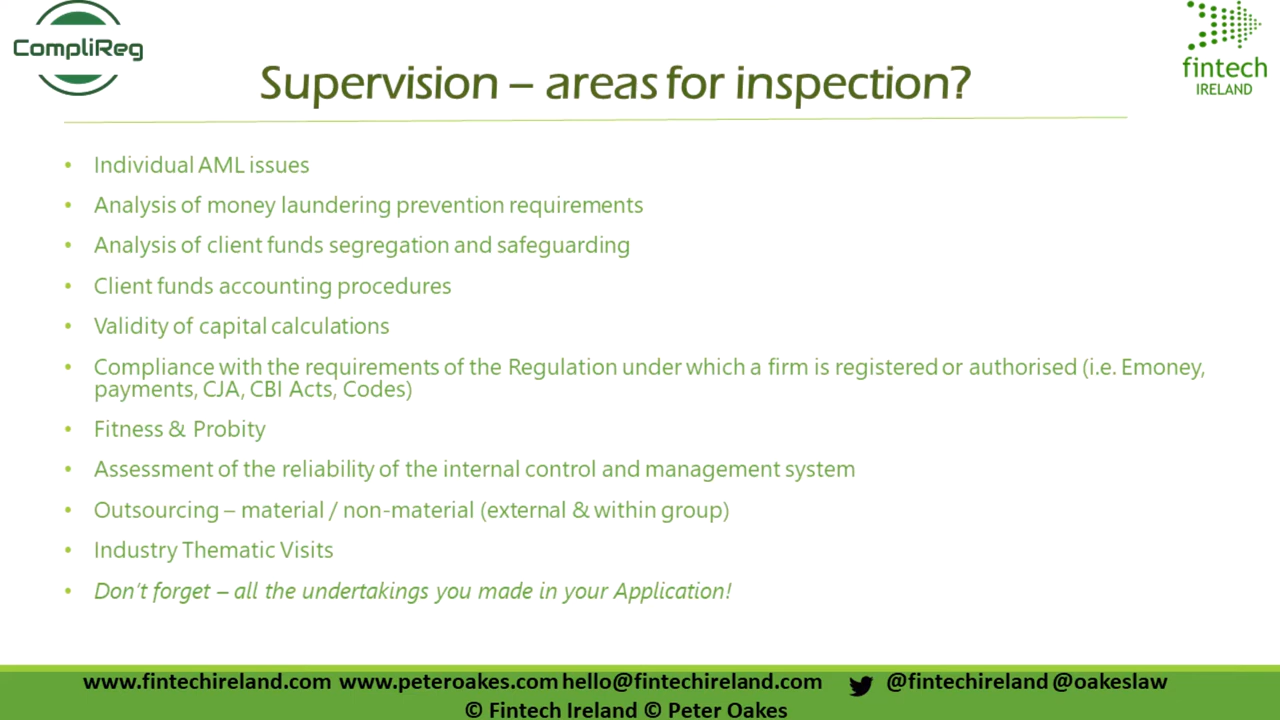 CompliReg
fintech
IRELAND
Supervision – areas for inspection?
• Individual AML issues
• Analysis of money laundering prevention requirements
• Analysis of client funds segregation and safeguarding
• Client funds accounting procedures
• Validity of capital calculations
• Compliance with the requirements of the Regulation under which a firm is registered or authorised (i.e. Emoney,
payments, CJA, CBI Acts, Codes)
• Fitness & Probity
• Assessment of the reliability of the internal control and management system
• Outsourcing – material / non-material (external & within group)
• Industry Thematic Visits
• Don’t forget – all the undertakings you made in your Application!
www.fintechireland.com www.peteroakes.com hello@fintechireland.com @fintechireland @oakeslaw
© Fintech Ireland © Peter Oakes